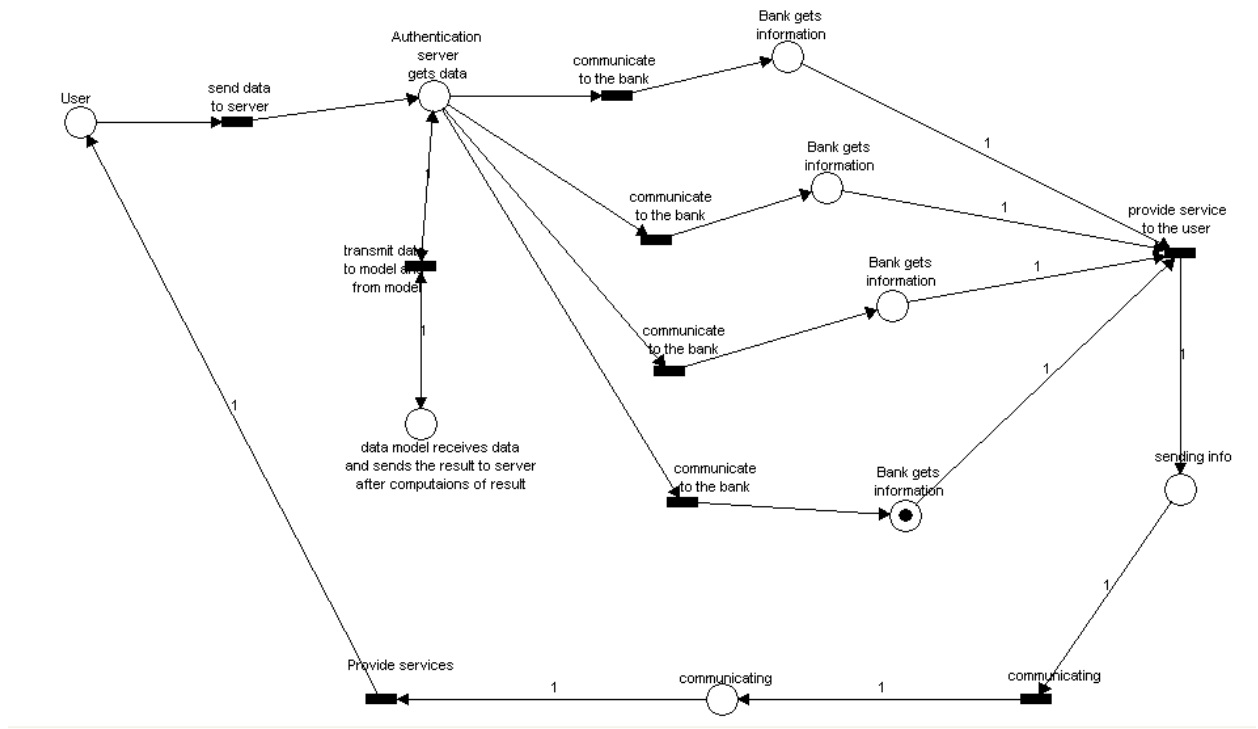 User
send data
to server
Authentication
server
gets data
communicate
to the bank
Bank gets
information
1
communicate
to the bank
Bank gets
information
1
provide service
to the user
transmit data
to model and
from model
1
1
data model receives data
and sends the result to server
after computaions of result
communicate
to the bank
Bank gets
information
1
communicate
to the bank
Bank gets
information
1
1
sending info
1
communicating
1
communicating
1
Provide services
1